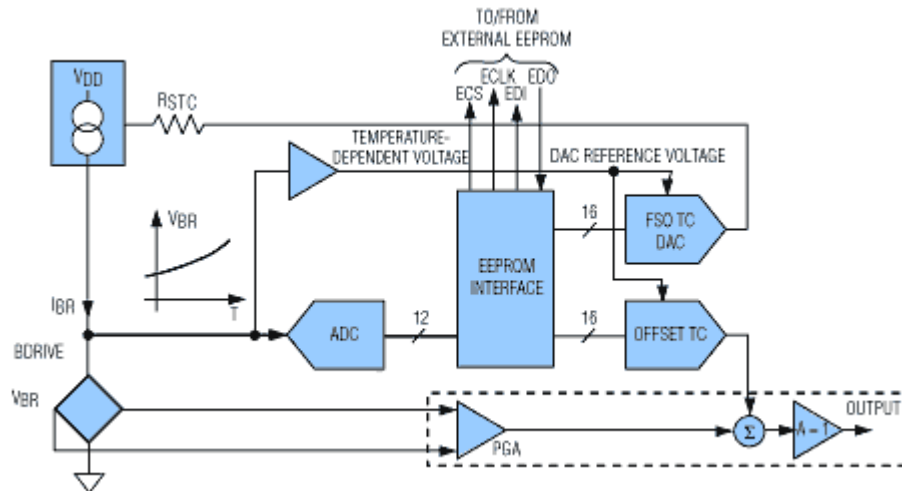 TO/FROM
EXTERNAL EEPROM
VDD
RSTC
ECS
ECLK
EDI
EDO
TEMPERATURE-
DEPENDENT VOLTAGE
DAC REFERENCE VOLTAGE
VBR
T
16
FSO TC
DAC
EEPROM
INTERFACE
IBR
BDRIVE
ADC
12
16
OFFSET TC
VBR
PGA
Σ
A = 1
OUTPUT